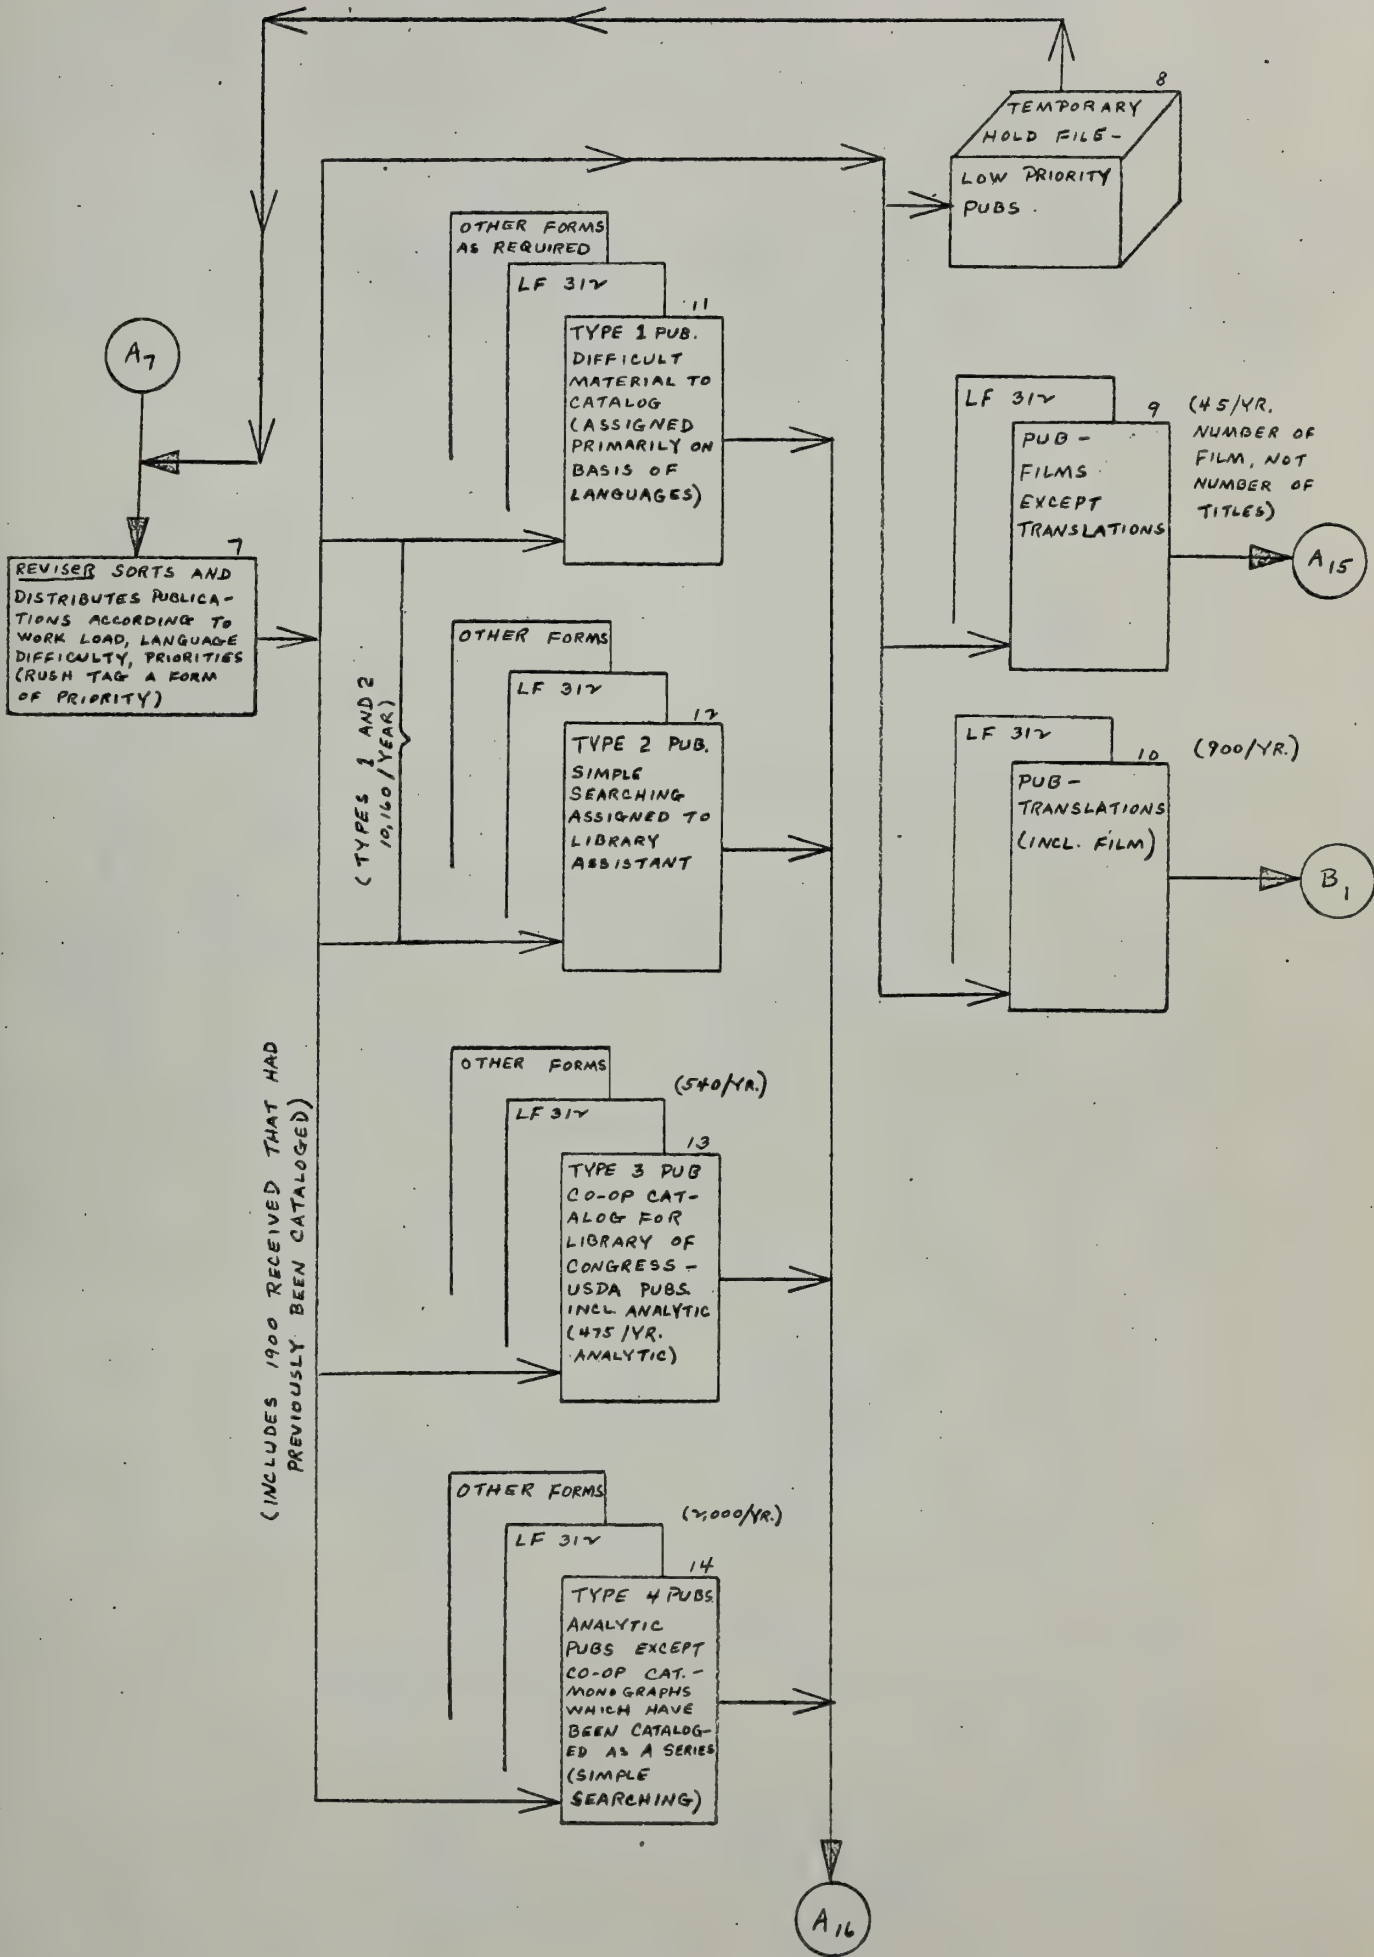 8
TEMPORARY
HOLD FILE-
LOW PRIORITY
PUBS.
A7
7
REVISER SORTS AND
DISTRIBUTES PUBLICA-
TIONS ACCORDING TO
WORK LOAD, LANGUAGE
DIFFICULTY, PRIORITIES
(RUSH TAG A FORM
OF PRIORITY)
OTHER FORMS
AS REQUIRED
LF 312
11
TYPE 1 PUB.
DIFFICULT
MATERIAL TO
CATALOG
(ASSIGNED
PRIMARILY ON
BASIS OF
LANGUAGES)
LF 312
9
PUB-
FILMS
EXCEPT
TRANSLATIONS
(45/YR.
NUMBER OF
FILM, NOT
NUMBER OF
TITLES)
A15
(TYPES 1 AND 2
10,160/YEAR)
OTHER FORMS
LF 312
12
TYPE 2 PUB.
SIMPLE
SEARCHING
ASSIGNED TO
LIBRARY
ASSISTANT
LF 312
10
(900/YR.)
PUB-
TRANSLATIONS
(INCL. FILM)
B1
(INCLUDES 1900 RECEIVED THAT HAD
PREVIOUSLY BEEN CATALOGED)
OTHER FORMS
LF 312
(540/YR.)
13
TYPE 3 PUB
CO-OP CAT-
ALOG FOR
LIBRARY OF
CONGRESS -
USDA PUBS.
INCL. ANALYTIC
(475/YR.
ANALYTIC)
OTHER FORMS
LF 312
(2,000/YR.)
14
TYPE 4 PUBS.
ANALYTIC
PUBS EXCEPT
CO-OP CAT.-
MONOGRAPHS
WHICH HAVE
BEEN CATALOG-
ED AS A SERIES
(SIMPLE
SEARCHING)
A16